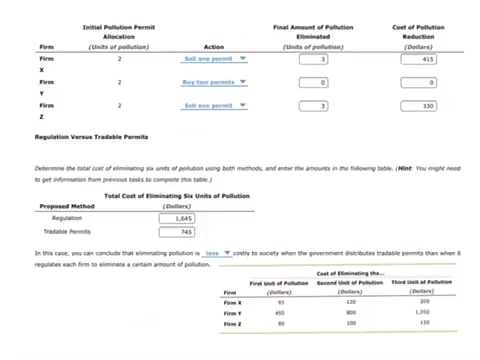 Initial Pollution Permit Final Amount of Pollution Cost of Pollution
Allocation Eliminated Reduction
Firm (Units of pollution) Action (Units of pollution) (Dollars)
Firm X 2 Sell one permit 3 415
Firm Y 2 Buy two permits 0 0
Firm Z 2 Sell one permit 3 330
Regulation Versus Tradable Permits
Determine the total cost of eliminating six units of pollution using both methods, and enter the amounts in the following table. (Hint: You might need
to get information from previous tasks to complete this table.)
Total Cost of Eliminating Six Units of Pollution
Proposed Method (Dollars)
Regulation 1,645
Tradable Permits 745
In this case, you can conclude that eliminating pollution is less costly to society when the government distributes tradable permits than when it
regulates each firm to eliminate a certain amount of pollution.
Cost of Eliminating the...
First Unit of Pollution Second Unit of Pollution Third Unit of Pollution
Firm (Dollars) (Dollars) (Dollars)
Firm X 95 120 200
Firm Y 450 800 1,050
Firm Z 80 100 150